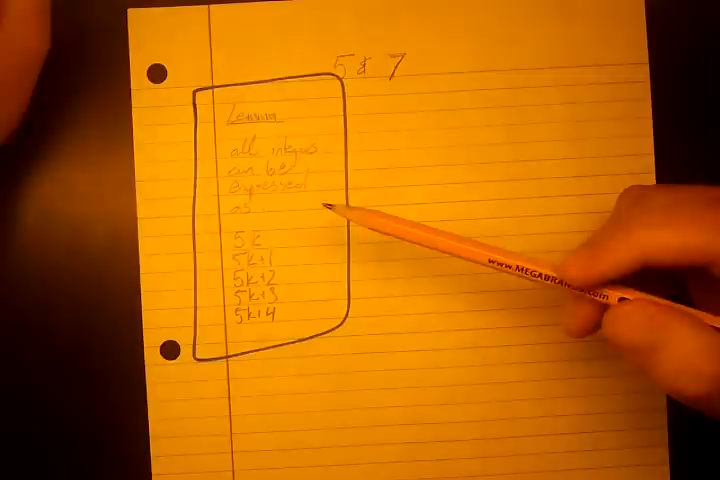 5 & 7
Lemma
all integers
can be
expressed
as
5k
5k+1
5k+2
5k+3
5k+4
www.MEGABRANDS.com